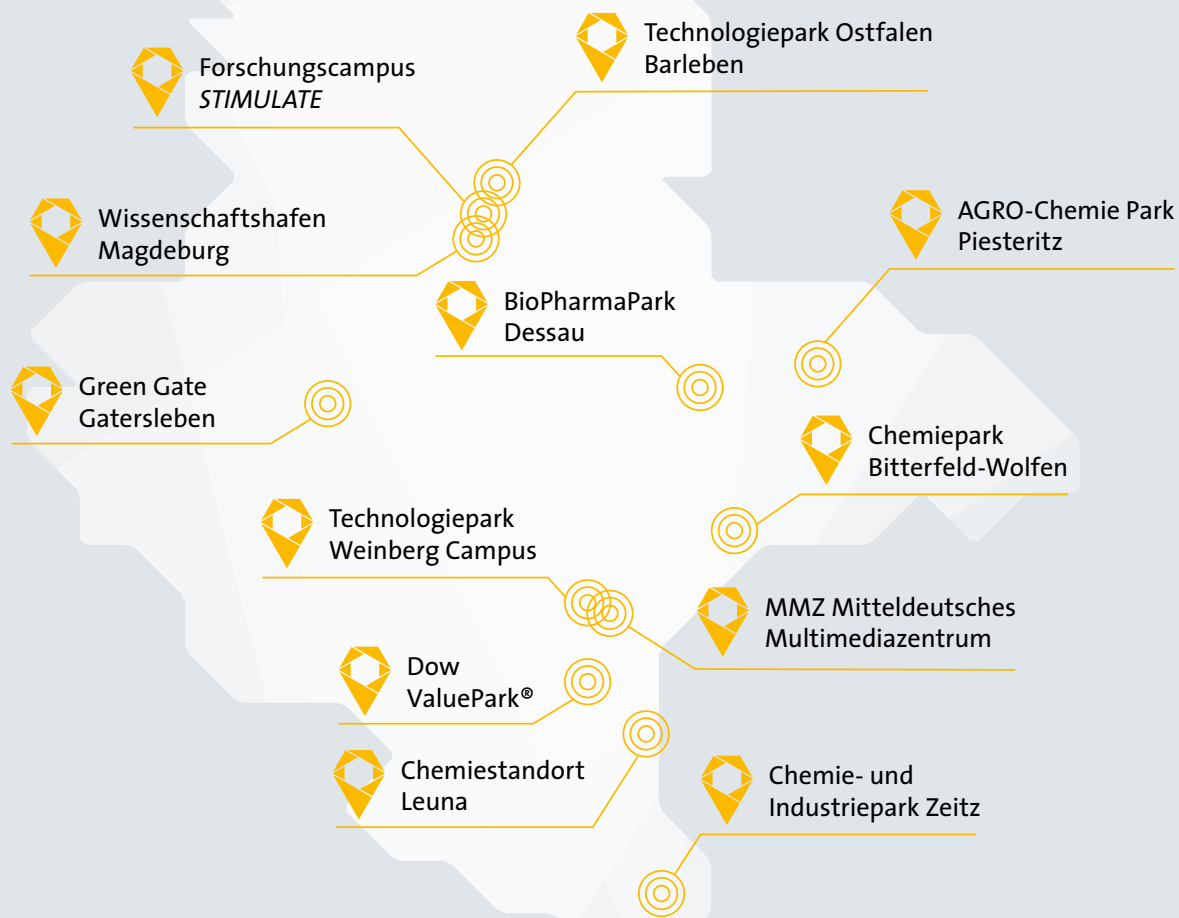 Technologiepark Ostfalen
Barleben
Forschungscampus
STIMULATE
Wissenschaftshafen
Magdeburg
AGRO-Chemie Park
Piesteritz
BioPharmaPark
Dessau
Green Gate
Gatersleben
Chemiepark
Bitterfeld-Wolfen
Technologiepark
Weinberg Campus
MMZ Mitteldeutsches
Multimediazentrum
Dow
ValuePark®
Chemiestandort
Leuna
Chemie- und
Industriepark Zeitz